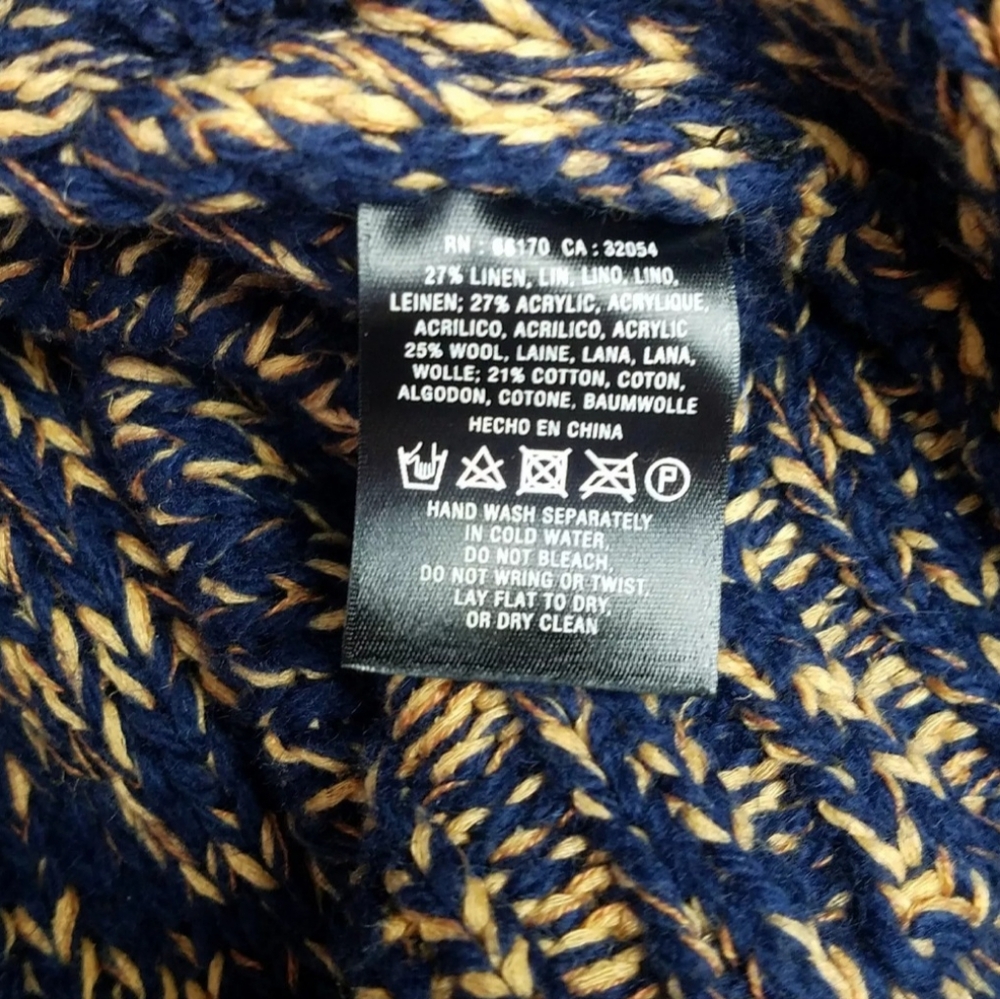 RN : 66170 CA : 32054
27% LINEN, LIN, LINO, LINO,
LEINEN; 27% ACRYLIC, ACRYLIQUE,
ACRILICO, ACRILICO, ACRYLIC
25% WOOL, LAINE, LANA, LANA,
WOLLE; 21% COTTON, COTON,
ALGODON, COTONE, BAUMWOLLE
HECHO EN CHINA
P
HAND WASH SEPARATELY
IN COLD WATER,
DO NOT BLEACH,
DO NOT WRING OR TWIST,
LAY FLAT TO DRY,
OR DRY CLEAN